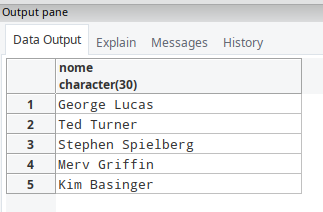 Output pane
Data Output Explain Messages History
nome
character(30)
1 George Lucas
2 Ted Turner
3 Stephen Spielberg
4 Merv Griffin
5 Kim Basinger